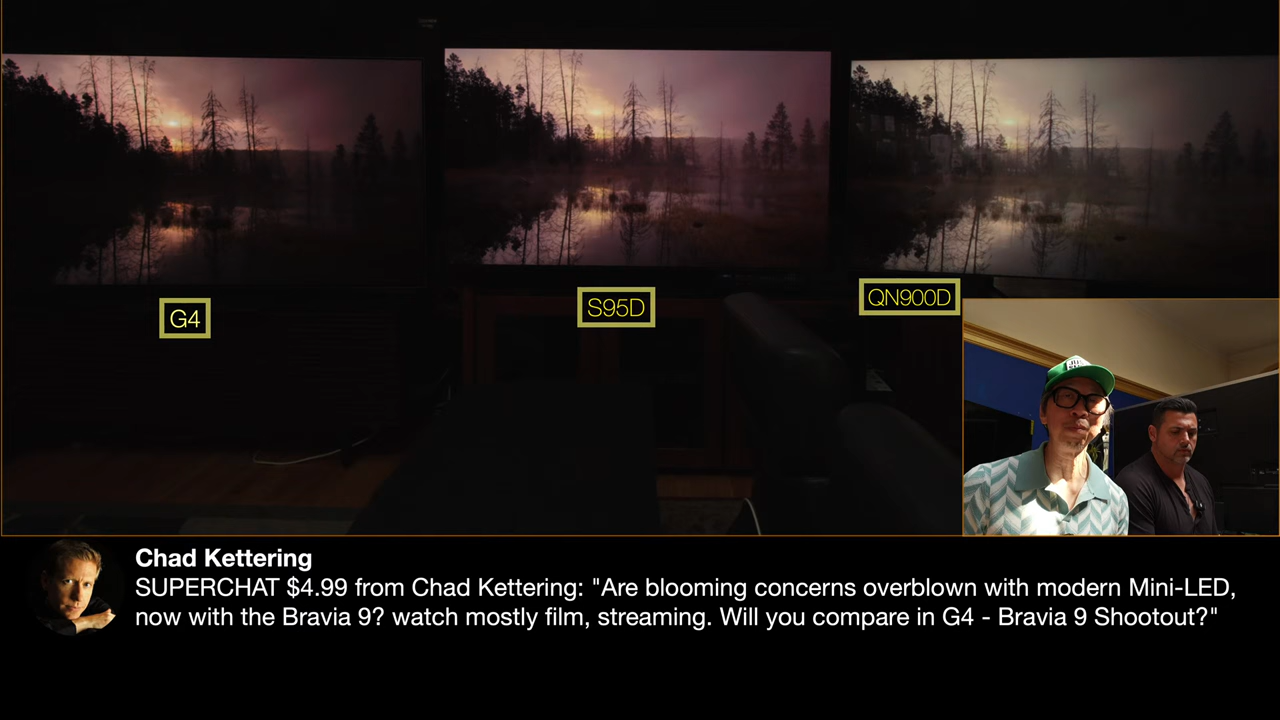 G4
S95D
QN900D
Chad Kettering
SUPERCHAT $4.99 from Chad Kettering: "Are blooming concerns overblown with modern Mini-LED,
now with the Bravia 9? watch mostly film, streaming. Will you compare in G4 - Bravia 9 Shootout?"